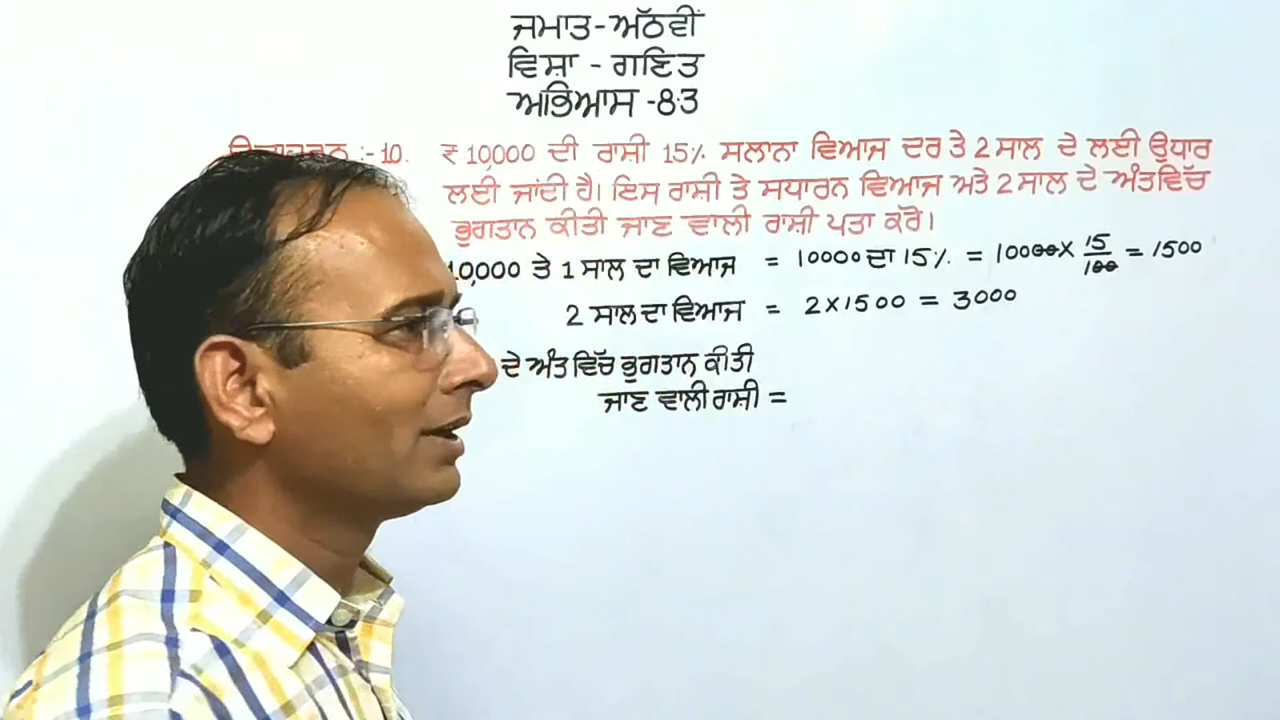 ਜਮਾਤ-ਅੱਠਵੀਂ
ਵਿਸ਼ਾ - ਗਣਿਤ
ਅਭਿਆਸ -8.3
:- 10. ₹ 10,000 ਦੀ ਰਾਸ਼ੀ 15% ਸਲਾਨਾ ਵਿਆਜ ਦਰ ਤੇ 2 ਸਾਲ ਦੇ ਲਈ ਉਧਾਰ
ਲਈ ਜਾਂਦੀ ਹੈ। ਇਸ ਰਾਸ਼ੀ ਤੇ ਸਧਾਰਨ ਵਿਆਜ ਅਤੇ 2 ਸਾਲ ਦੇ ਅੰਤਵਿੱਚ
ਭੁਗਤਾਨ ਕੀਤੀ ਜਾਣ ਵਾਲੀ ਰਾਸ਼ੀ ਪਤਾ ਕਰੋ।
10,000 ਤੇ 1 ਸਾਲ ਦਾ ਵਿਆਜ = 10000 ਦਾ 15% = 10000 × 15/100 = 1500
2 ਸਾਲ ਦਾ ਵਿਆਜ = 2×1500 = 3000
ਦੇ ਅੰਤ ਵਿੱਚ ਭੁਗਤਾਨ ਕੀਤੀ
ਜਾਣ ਵਾਲੀ ਰਾਸ਼ੀ =